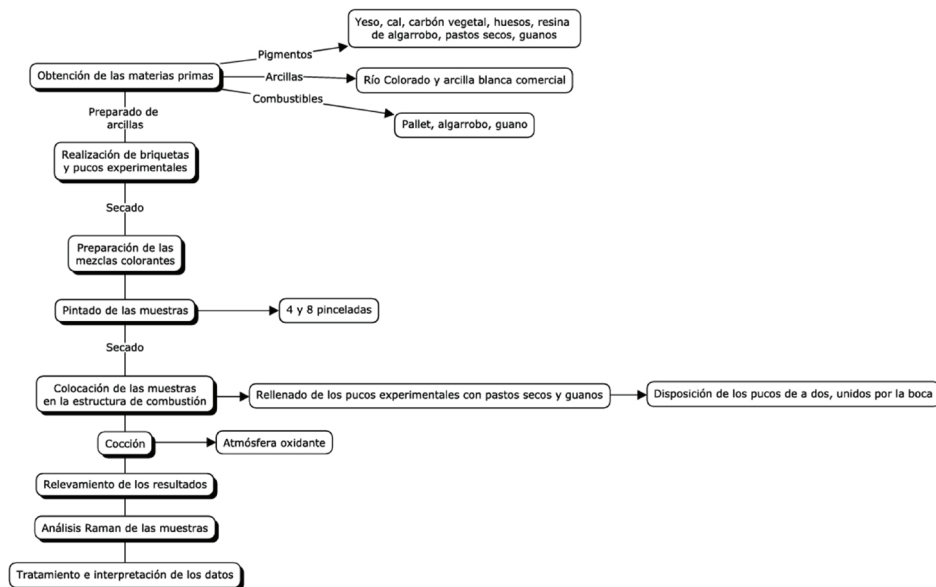 Yeso, cal, carbón vegetal, huesos, resina
de algarrobo, pastos secos, guanos
Pigmentos
Obtención de las materias primas
Arcillas
Río Colorado y arcilla blanca comercial
Combustibles
Pallet, algarrobo, guano
Preparado de
arcillas
Realización de briquetas
y pucos experimentales
Secado
Preparación de las
mezclas colorantes
Pintado de las muestras
4 y 8 pinceladas
Secado
Colocación de las muestras
en la estructura de combustión
Rellenado de los pucos experimentales con pastos secos y guanos
Disposición de los pucos de a dos, unidos por la boca
Cocción
Atmósfera oxidante
Relevamiento de los resultados
Análisis Raman de las muestras
Tratamiento e interpretación de los datos